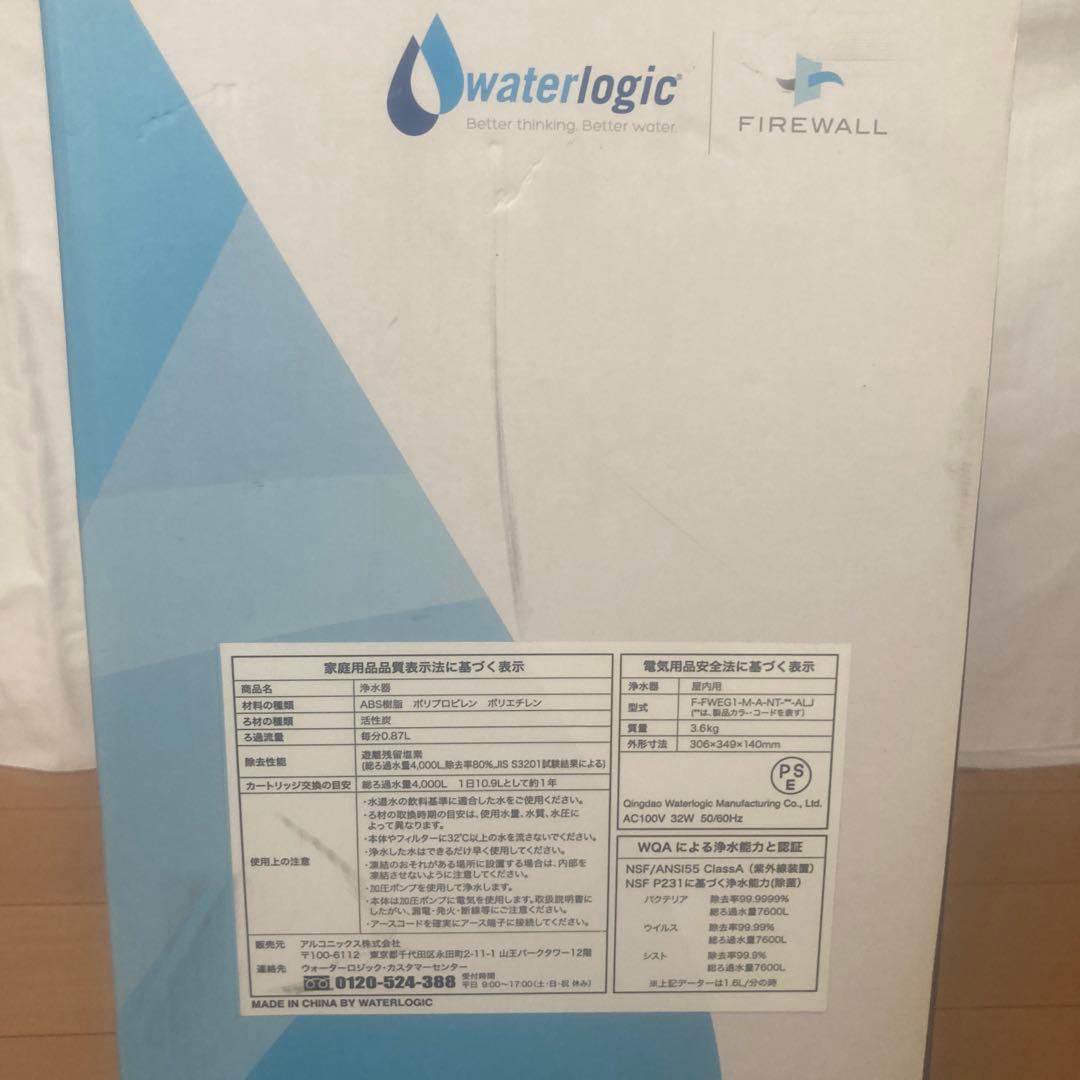 waterlogic
Better thinking. Better water.
FIREWALL
家庭用品品質表示法に基づく表示
商品名 浄水器
材料の種類 ABS樹脂 ポリプロピレン ポリエチレン
ろ材の種類 活性炭
ろ過流量 毎分0.87L
除去性能 遊離残留塩素
(総ろ過水量4,000L、除去率80%、JIS S3201試験結果による)
カートリッジ交換の目安 総ろ過水量4,000L 1日10.9Lとして約1年
使用上の注意
・水道水の飲料基準に適合した水をご使用ください。
・ろ材の取換時期の目安は、使用水量、水質、水圧に
よって異なります。
・本体やフィルターに32℃以上の水を流さないでください。
・浄水した水はできるだけ早く使用してください。
・凍結のおそれがある場所に設置する場合は、内部を
凍結させないように注意してください。
・加圧ポンプを使用して浄水します。
・本体は加圧ポンプに電気を使用します。取扱説明書に
したがい、漏電・発火・断線等にご注意ください。
・アースコードを確実にアース端子に接続してください。
販売元 アルコニックス株式会社
〒100-6112 東京都千代田区永田町2-11-1 山王パークタワー12階
連絡先 ウォーターロジック・カスタマーセンター
0120-524-388 受付時間
平日 9:00〜17:00(土・日・祝 休み)
MADE IN CHINA BY WATERLOGIC
電気用品安全法に基づく表示
浄水器 屋内用
型式 F-FWEG1-M-A-NT-**-ALJ
(**は、製品カラー・コードを表す)
質量 3.6kg
外形寸法 306×349×140mm
PS
E
Qingdao Waterlogic Manufacturing Co., Ltd.
AC100V 32W 50/60Hz
WQAによる浄水能力と認証
NSF/ANSI55 ClassA(紫外線装置)
NSF P231に基づく浄水能力(除菌)
バクテリア 除去率99.9999%
総ろ過水量7600L
ウイルス 除去率99.99%
総ろ過水量7600L
シスト 除去率99.9%
総ろ過水量7600L
※上記データーは1.6L/分の時